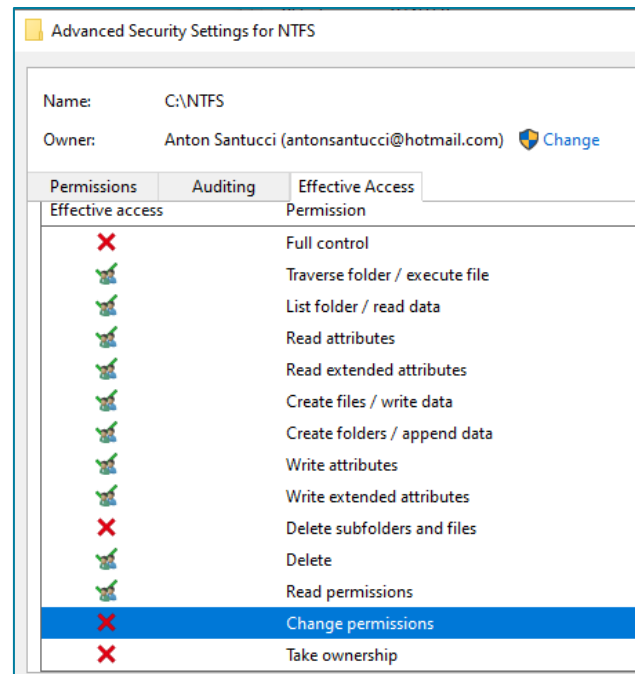 Advanced Security Settings for NTFS
Name: C:\NTFS
Owner: Anton Santucci (antonsantucci@hotmail.com) Change
Permissions Auditing Effective Access
Effective access Permission
Full control
Traverse folder / execute file
List folder / read data
Read attributes
Read extended attributes
Create files / write data
Create folders / append data
Write attributes
Write extended attributes
Delete subfolders and files
Delete
Read permissions
Change permissions
Take ownership